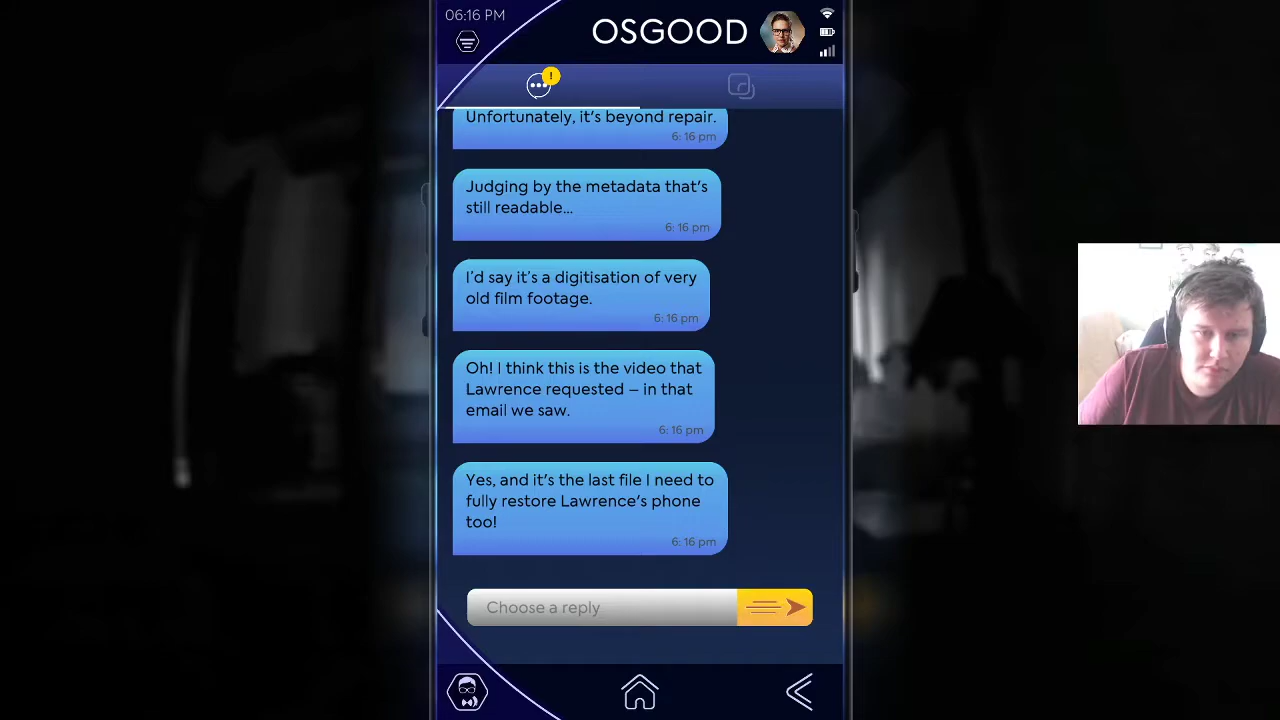 06:16 PM
OSGOOD
!
Unfortunately, it's beyond repair.
6: 16 pm
Judging by the metadata that's
still readable...
6: 16 pm
I'd say it's a digitisation of very
old film footage.
6: 16 pm
Oh! I think this is the video that
Lawrence requested – in that
email we saw.
6: 16 pm
Yes, and it's the last file I need to
fully restore Lawrence's phone
too!
6: 16 pm
Choose a reply